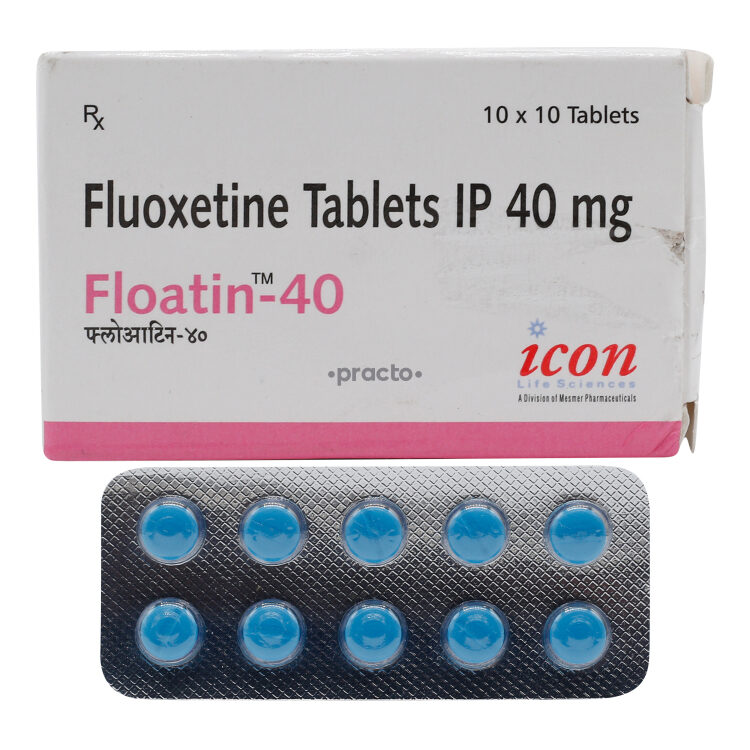 Rx
10 x 10 Tablets
Fluoxetine Tablets IP 40 mg
Floatin™-40
फ्लोआटिन-४०
•practo•
icon
Life Sciences
A Division of Mesmer Pharmaceuticals